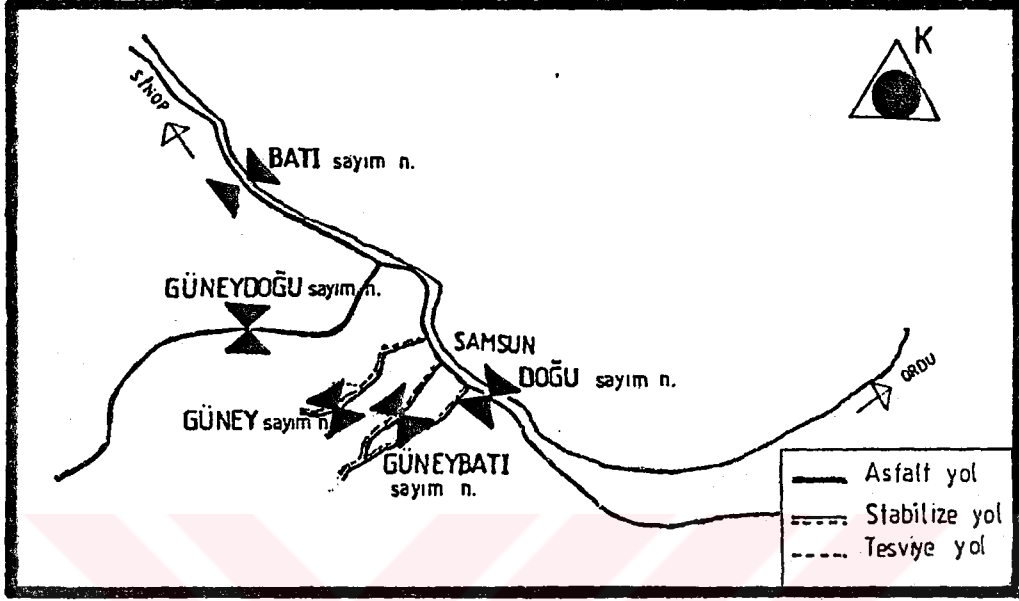 K
SİNOP
BATI sayım n.
GÜNEYDOĞU sayım n.
SAMSUN
DOĞU sayım n.
ORDU
GÜNEY sayım n
GÜNEYBATI
sayım n.
Asfalt yol
Stabilize yol
Tesviye yol